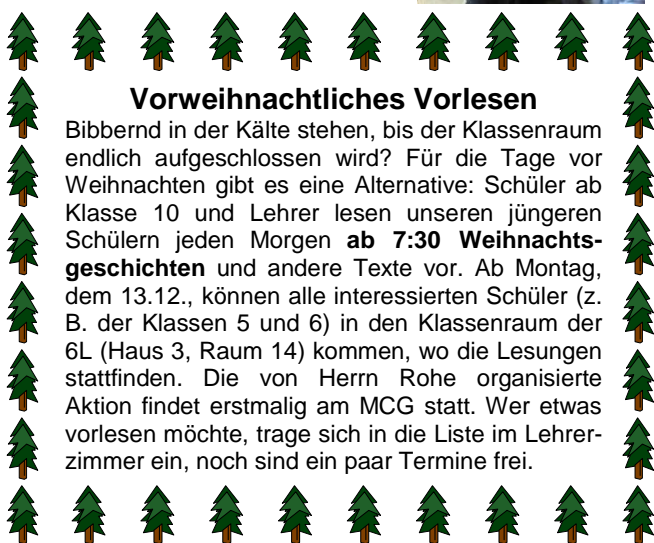 Vorweihnachtliches Vorlesen
Bibbernd in der Kälte stehen, bis der Klassenraum
endlich aufgeschlossen wird? Für die Tage vor
Weihnachten gibt es eine Alternative: Schüler ab
Klasse 10 und Lehrer lesen unseren jüngeren
Schülern jeden Morgen ab 7:30 Weihnachts-
geschichten und andere Texte vor. Ab Montag,
dem 13.12., können alle interessierten Schüler (z.
B. der Klassen 5 und 6) in den Klassenraum der
6L (Haus 3, Raum 14) kommen, wo die Lesungen
stattfinden. Die von Herrn Rohe organisierte
Aktion findet erstmalig am MCG statt. Wer etwas
vorlesen möchte, trage sich in die Liste im Lehrer-
zimmer ein, noch sind ein paar Termine frei.